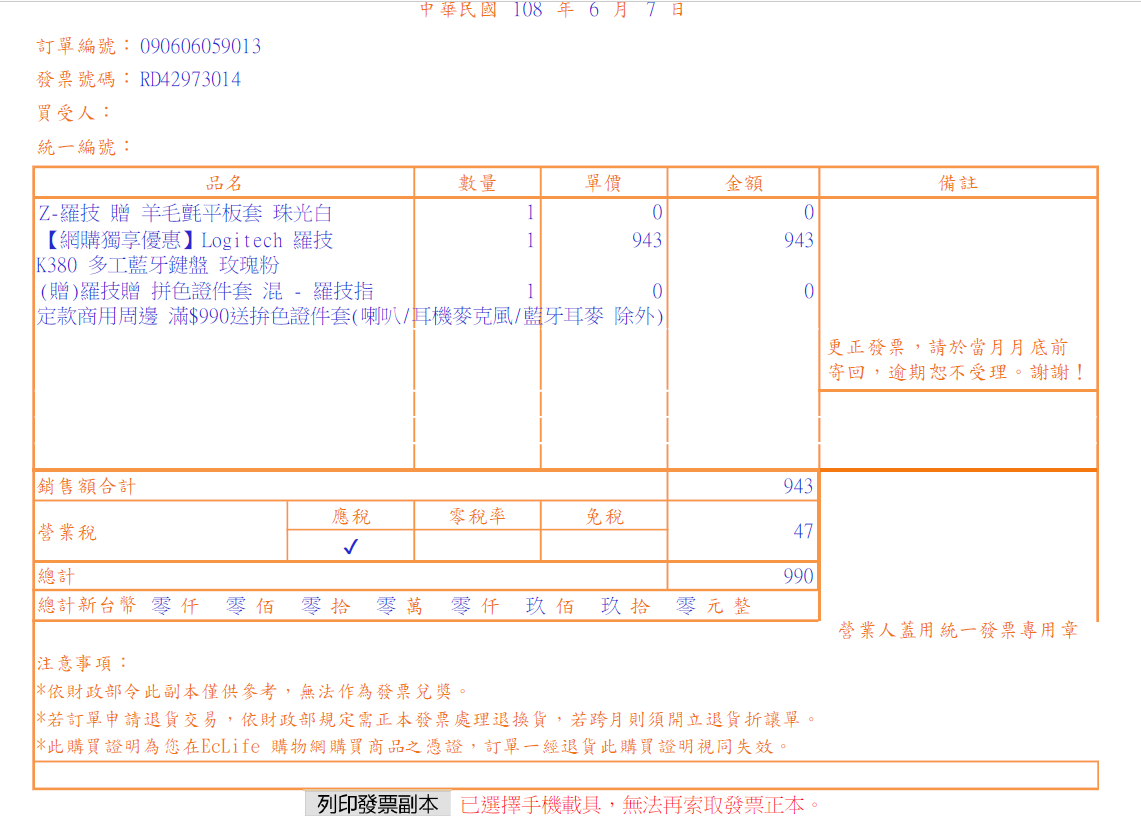 中華民國 108 年 6 月 7 日
訂單編號：090606059013
發票號碼：RD42973014
買受人：
統一編號：
品名 數量 單價 金額 備註
Z-羅技 贈 羊毛氈平板套 珠光白 1 0 0
【網購獨享優惠】Logitech 羅技 1 943 943
K380 多工藍牙鍵盤 玫瑰粉
(贈)羅技贈 拼色證件套 混 - 羅技指 1 0 0
定款商用周邊 滿$990送拚色證件套(喇叭/耳機麥克風/藍牙耳麥 除外)
更正發票，請於當月月底前
寄回，逾期恕不受理。謝謝！
銷售額合計 943
營業稅 應稅 零稅率 免稅 47
✓
總計 990
總計新台幣 零 仟 零 佰 零 拾 零 萬 零 仟 玖 佰 玖 拾 零 元 整
營業人蓋用統一發票專用章
注意事項：
*依財政部令此副本僅供參考，無法作為發票兌獎。
*若訂單申請退貨交易，依財政部規定需正本發票處理退換貨，若跨月則須開立退貨折讓單。
*此購買證明為您在EcLife 購物網購買商品之憑證，訂單一經退貨此購買證明視同失效。
列印發票副本 已選擇手機載具，無法再索取發票正本。